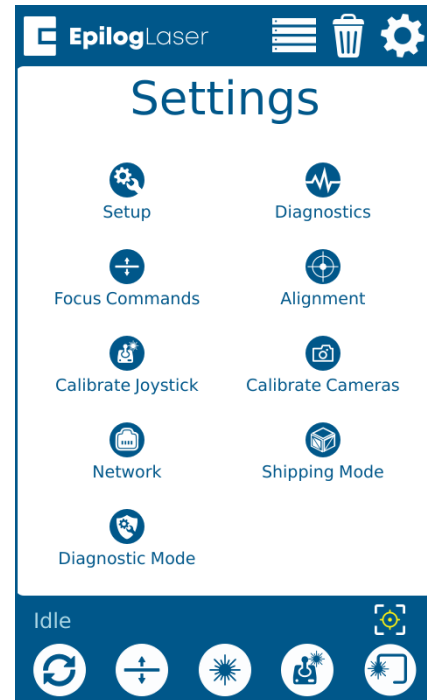 EpilogLaser
Settings
Setup
Diagnostics
Focus Commands
Alignment
Calibrate Joystick
Calibrate Cameras
Network
Shipping Mode
Diagnostic Mode
Idle